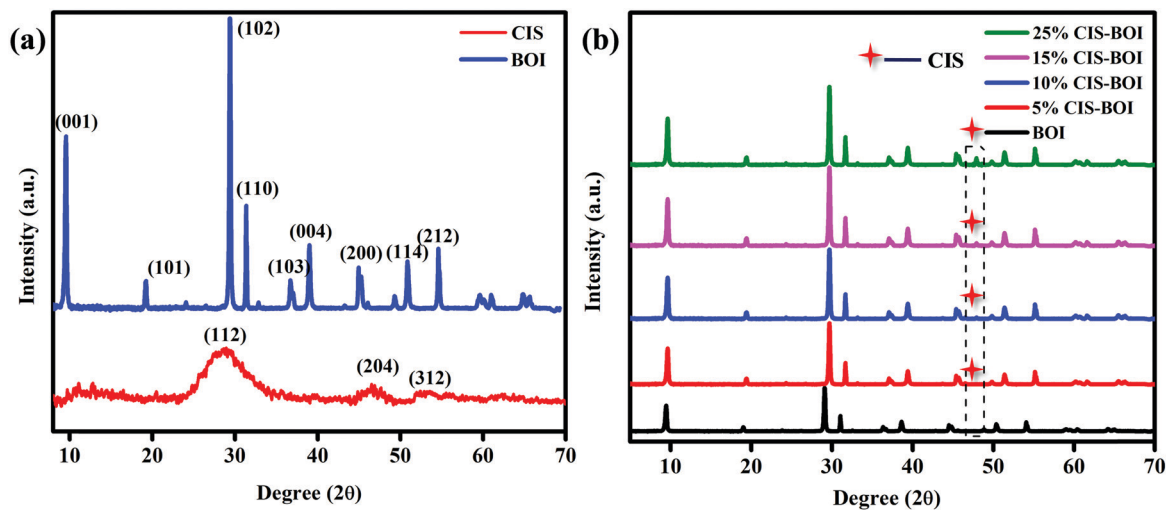 (a)
CIS
BOI
(001)
(101)
(102)
(110)
(103)
(004)
(200)
(114)
(212)
(112)
(204)
(312)
Intensity (a.u.)
10 20 30 40 50 60 70
Degree (2θ)
(b)
CIS
25% CIS-BOI
15% CIS-BOI
10% CIS-BOI
5% CIS-BOI
BOI
Intensity (a.u.)
10 20 30 40 50 60 70
Degree (2θ)